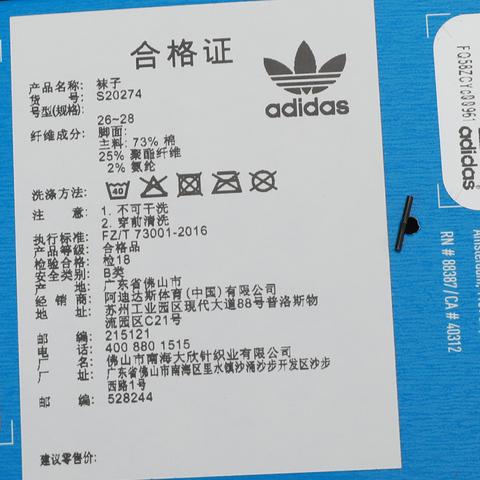 合格证
adidas
产品名称: 袜子
货 号: S20274
号型(规格):
26~28
纤维成分: 脚面:
主料: 73% 棉
25% 聚酯纤维
2% 氨纶
洗涤方法: 40
注 意: 1. 不可干洗
2. 穿前清洗
执行标准: FZ/T 73001-2016
产品等级: 合格品
检验合格: 检18
安全类别: B类
产 地: 广东省佛山市
经 销 商: 阿迪达斯体育(中国)有限公司
地 址: 苏州工业园区现代大道88号普洛斯物
流园区C21号
邮 编: 215121
电 话: 400 880 1515
厂 名: 佛山市南海大欣针织业有限公司
厂 址: 广东省佛山市南海区里水镇沙涌沙步开发区沙步
西路1号
邮 编: 528244
建议零售价:
adidas
RN # 88387 / CA # 40312